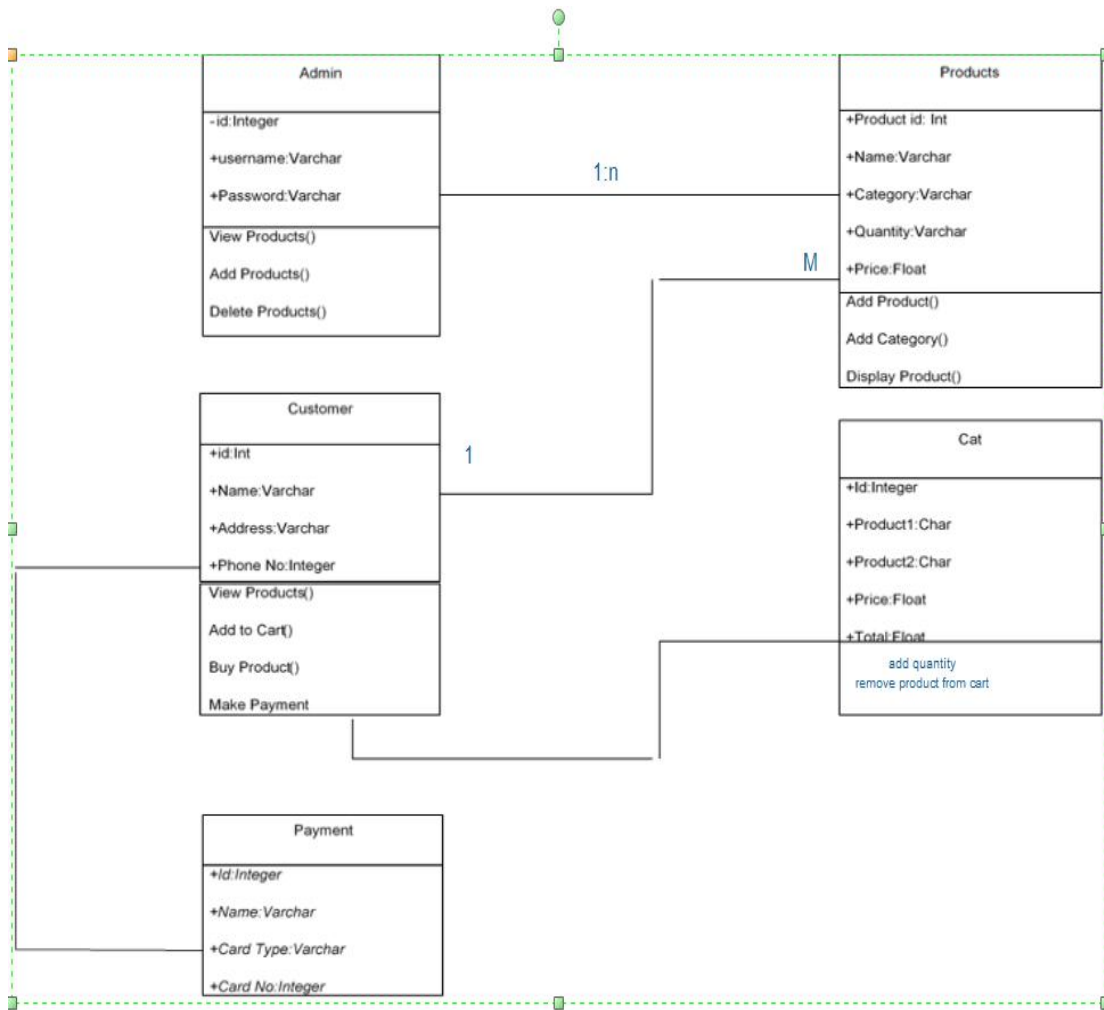 Admin
-id:Integer
+username:Varchar
+Password:Varchar
View Products()
Add Products()
Delete Products()
1:n
Products
+Product id: Int
+Name:Varchar
+Category:Varchar
+Quantity:Varchar
+Price:Float
Add Product()
Add Category()
Display Product()
M
Customer
+id:Int
+Name:Varchar
+Address:Varchar
+Phone No:Integer
View Products()
Add to Cart()
Buy Product()
Make Payment
1
Cat
+Id:Integer
+Product1:Char
+Product2:Char
+Price:Float
+Total:Float
add quantity
remove product from cart
Payment
+Id:Integer
+Name:Varchar
+Card Type:Varchar
+Card No:Integer